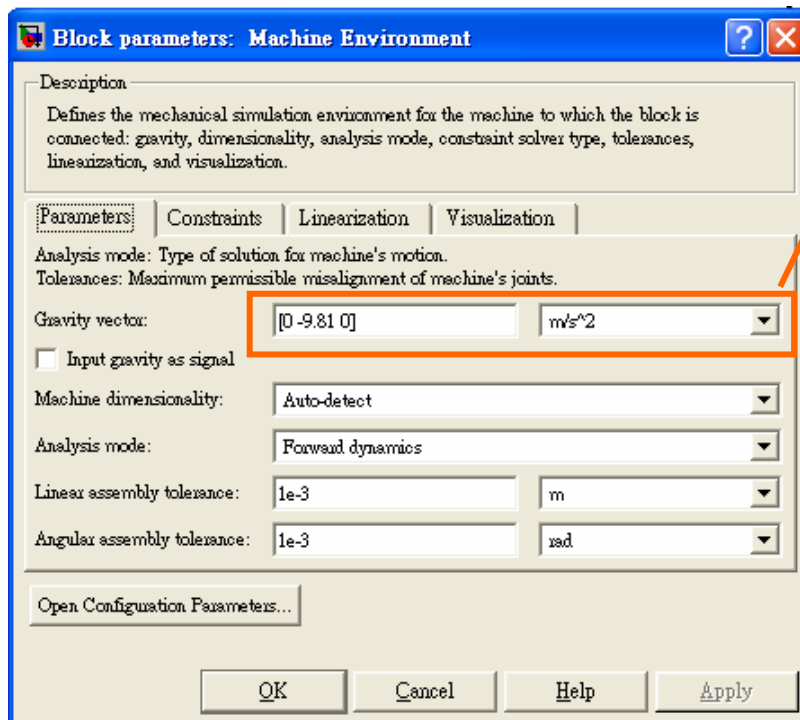 Block parameters: Machine Environment
Description
Defines the mechanical simulation environment for the machine to which the block is
connected: gravity, dimensionality, analysis mode, constraint solver type, tolerances,
linearization, and visualization.
Parameters Constraints Linearization Visualization
Analysis mode: Type of solution for machine's motion.
Tolerances: Maximum permissible misalignment of machine's joints.
Gravity vector: [0 -9.81 0] m/s^2
Input gravity as signal
Machine dimensionality: Auto-detect
Analysis mode: Forward dynamics
Linear assembly tolerance: 1e-3 m
Angular assembly tolerance: 1e-3 rad
Open Configuration Parameters...
OK Cancel Help Apply